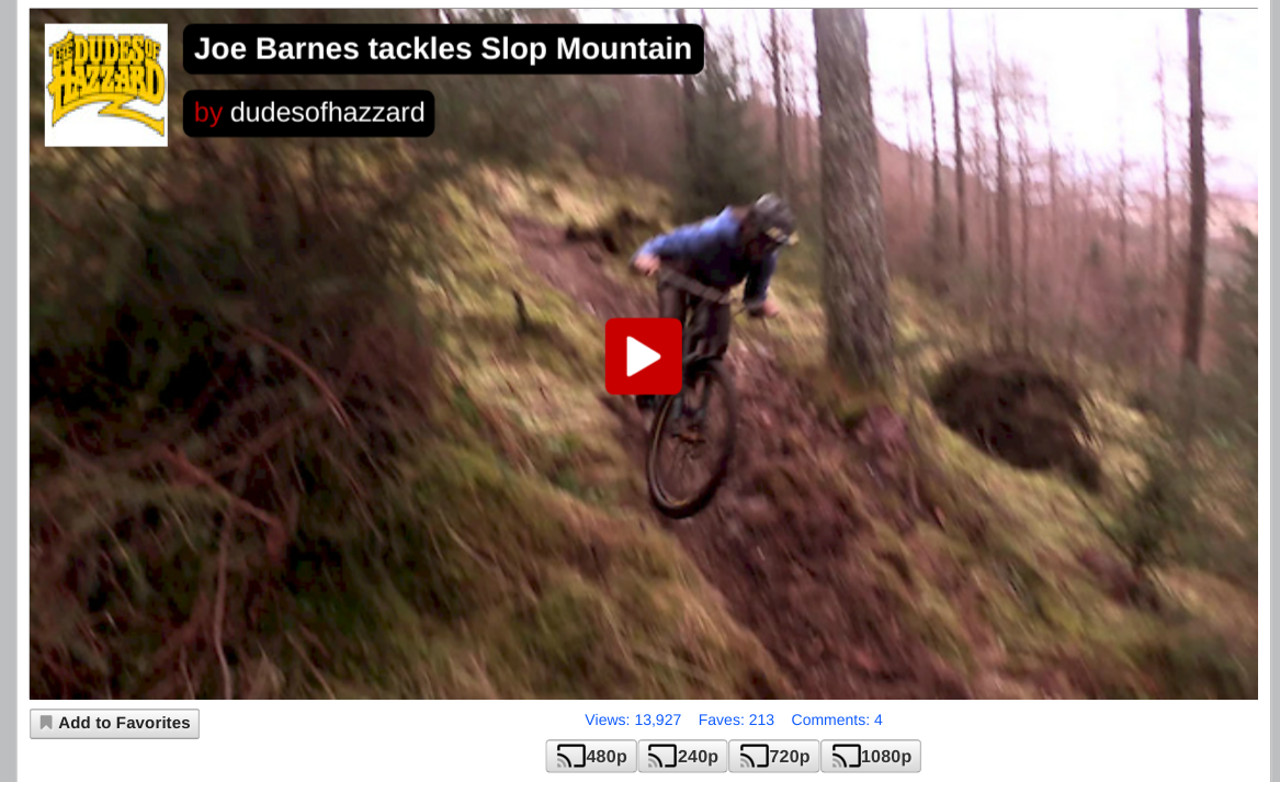 THE DUDES OF
HAZZARD
Joe Barnes tackles Slop Mountain
by dudesofhazzard
Add to Favorites
Views: 13,927 Faves: 213 Comments: 4
480p 240p 720p 1080p